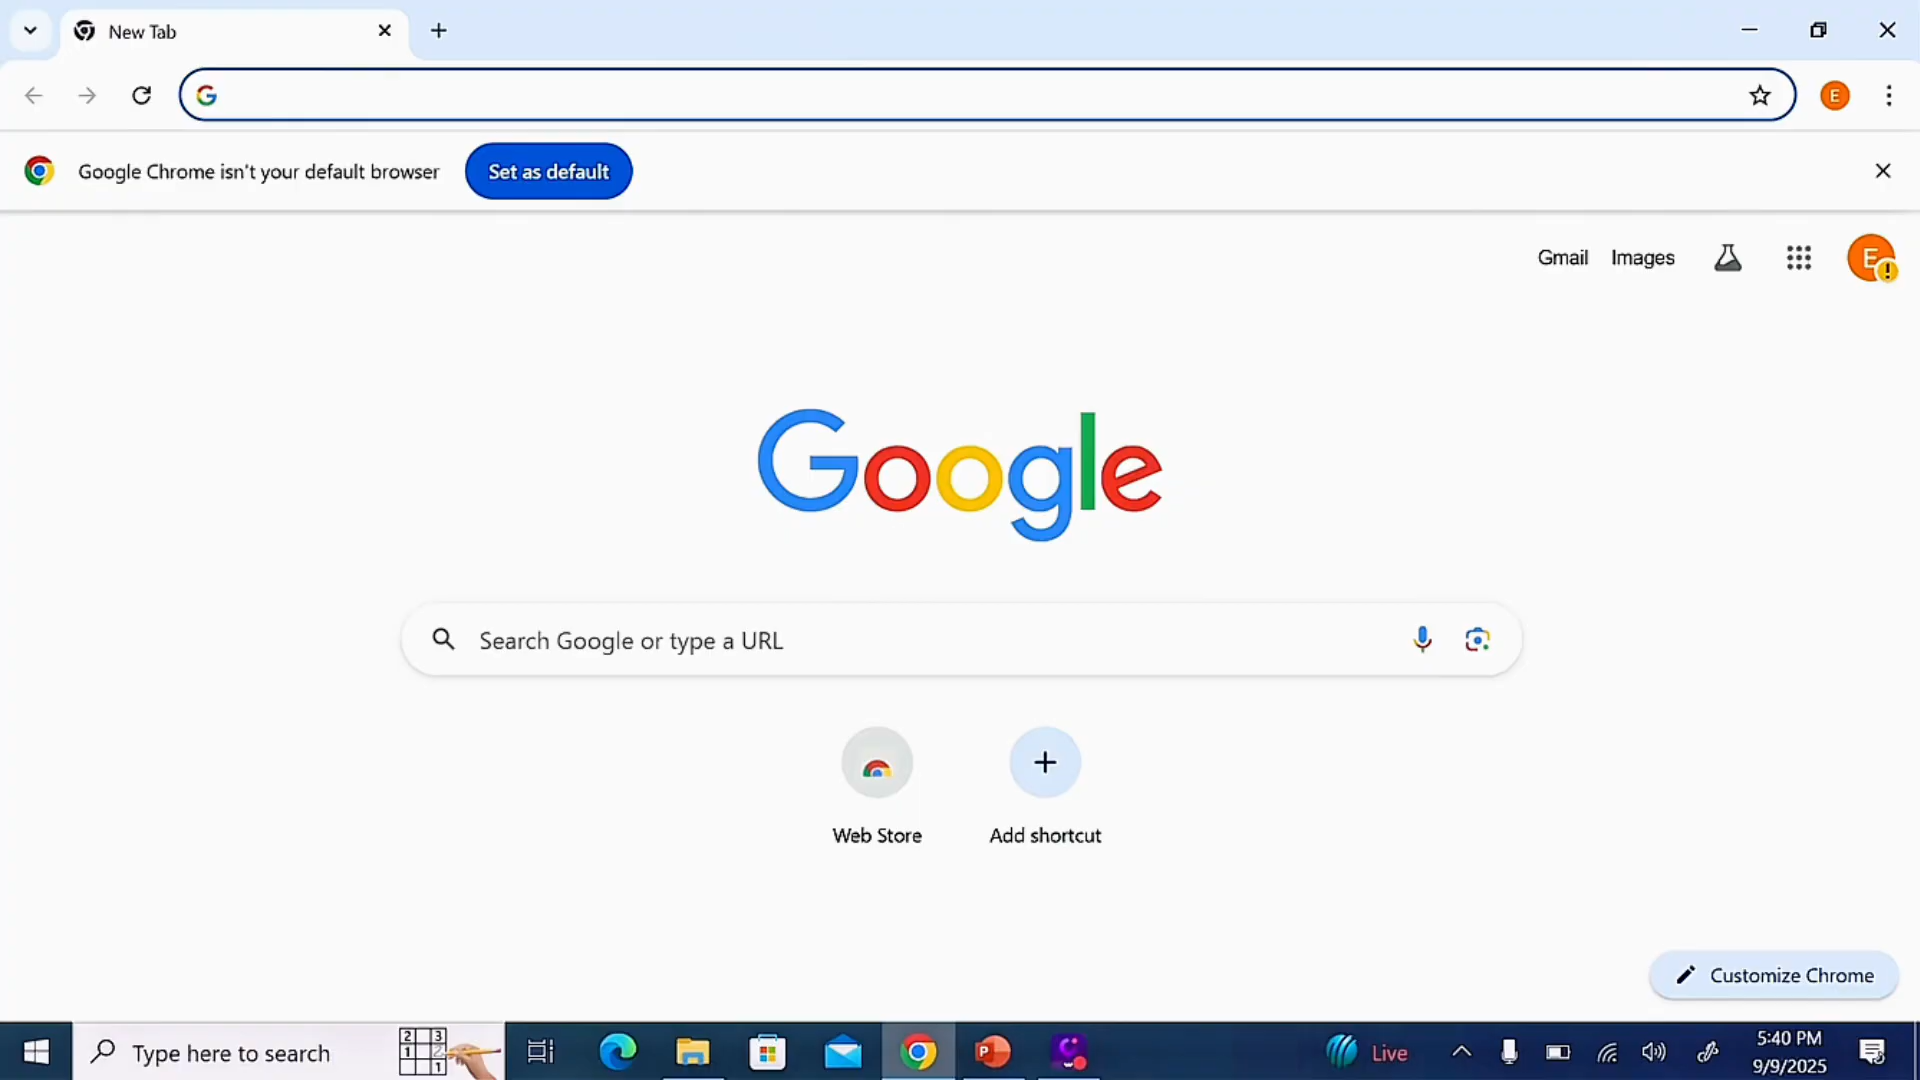 New Tab
Google Chrome isn't your default browser
Set as default
Gmail
Images
E
E
Google
Search Google or type a URL
Web Store
Add shortcut
Customize Chrome
Type here to search
Live
5:40 PM
9/9/2025